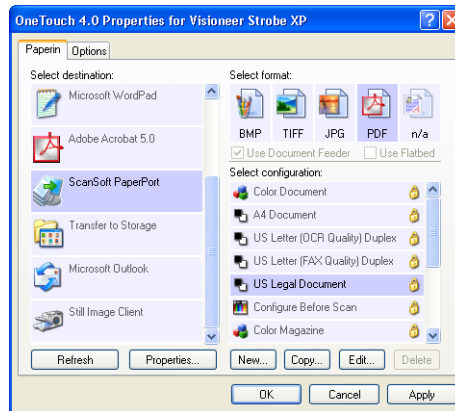 OneTouch 4.0 Properties for Visioneer Strobe XP
Paperin
Options
Select destination:
Microsoft WordPad
Adobe Acrobat 5.0
ScanSoft PaperPort
Transfer to Storage
Microsoft Outlook
Still Image Client
Refresh
Properties...
Select format:
BMP
TIFF
JPG
PDF
n/a
Use Document Feeder
Use Flatbed
Select configuration:
Color Document
A4 Document
US Letter (OCR Quality) Duplex
US Letter (FAX Quality) Duplex
US Legal Document
Configure Before Scan
Color Magazine
New...
Copy...
Edit...
Delete
OK
Cancel
Apply